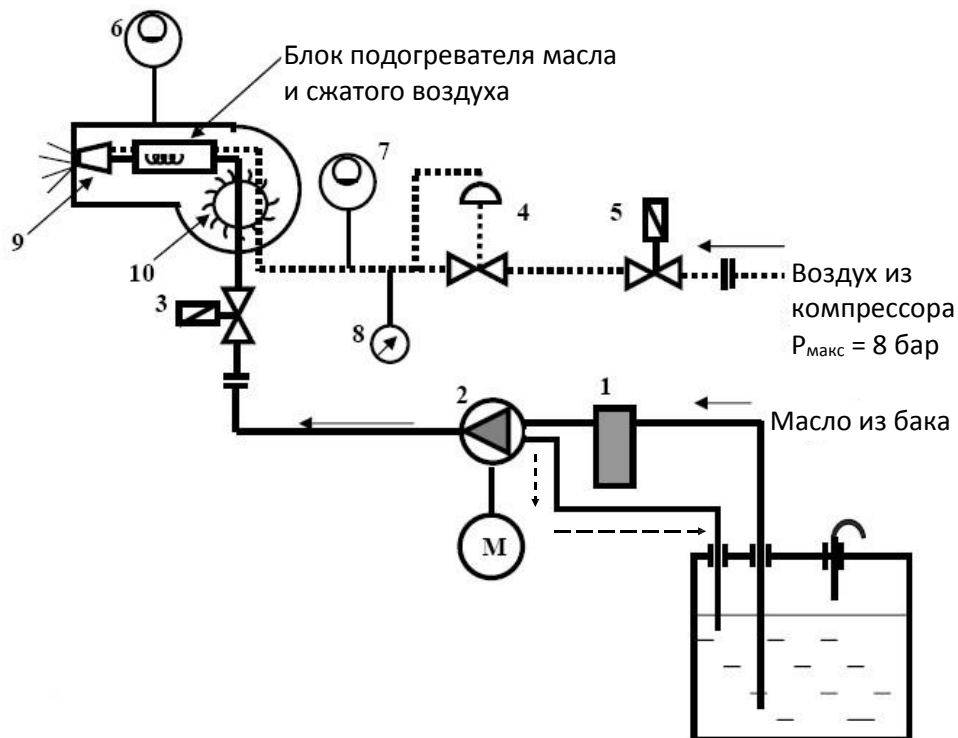 6
Блок подогревателя масла
и сжатого воздуха
7
4
5
9
10
Воздух из
компрессора
Pмакс = 8 бар
3
8
2
1
Масло из бака
М